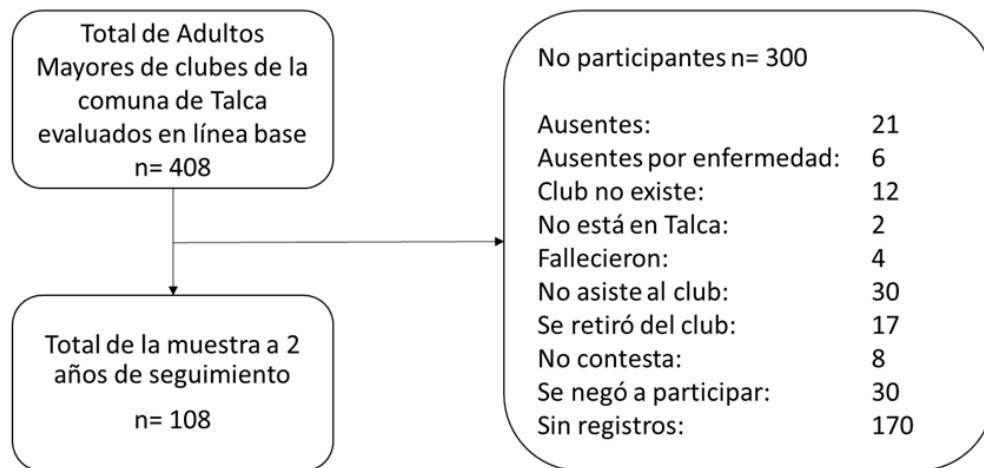 Total de Adultos
Mayores de clubes de la
comuna de Talca
evaluados en línea base
n= 408
No participantes n= 300
Ausentes: 21
Ausentes por enfermedad: 6
Club no existe: 12
No está en Talca: 2
Fallecieron: 4
No asiste al club: 30
Se retiró del club: 17
No contesta: 8
Se negó a participar: 30
Sin registros: 170
Total de la muestra a 2
años de seguimiento
n= 108